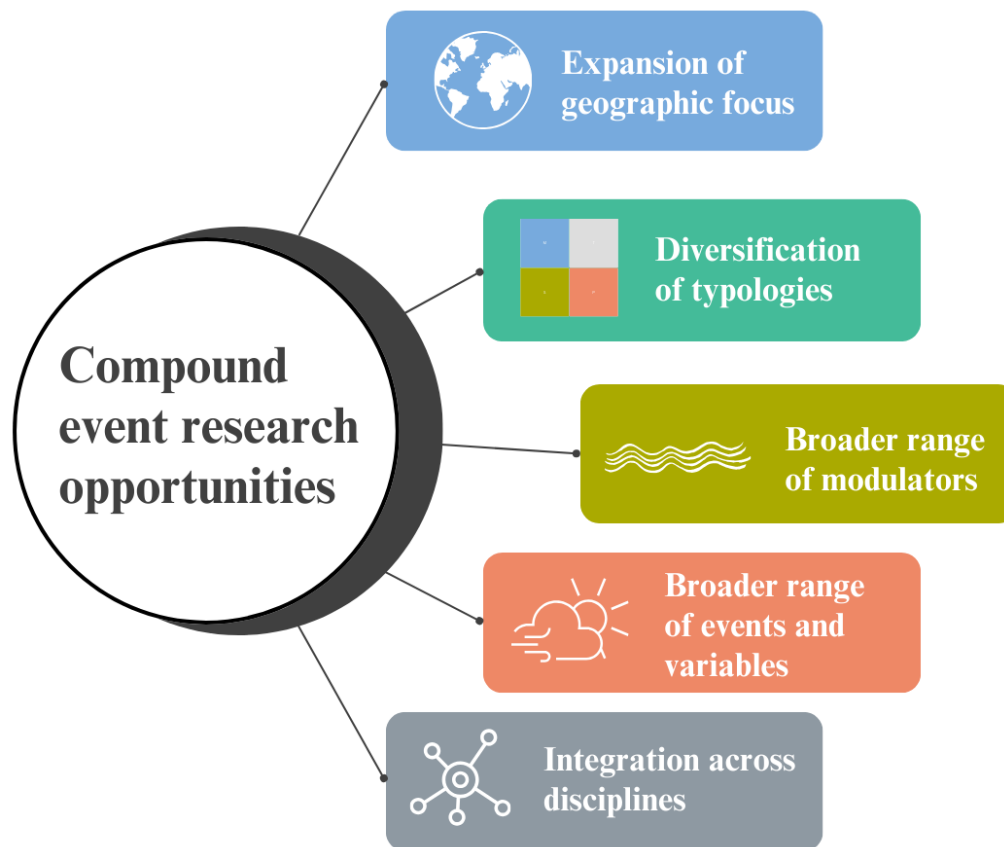 Compound
event research
opportunities
Expansion of
geographic focus
Diversification
of typologies
Broader range
of modulators
Broader range
of events and
variables
Integration across
disciplines